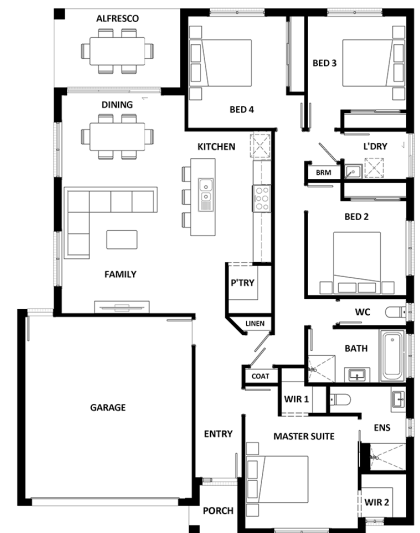 ALFRESCO
BED 3
DINING
BED 4
KITCHEN
L'DRY
BRM
BED 2
FAMILY
P'TRY
WC
LINEN
BATH
COAT
WIR 1
GARAGE
ENTRY
MASTER SUITE
ENS
WIR 2
PORCH